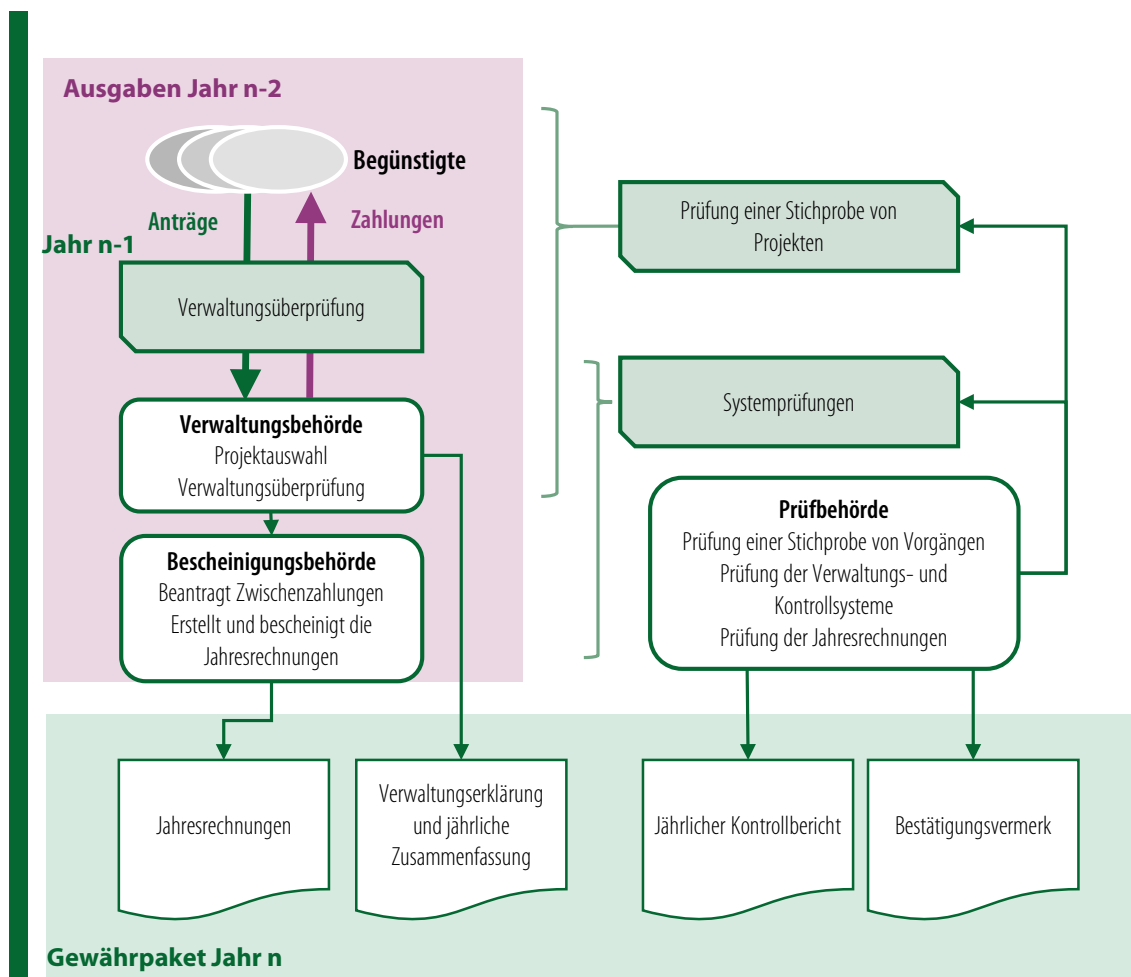 Ausgaben Jahr n-2
Begünstigte
Anträge
Zahlungen
Jahr n-1
Verwaltungsüberprüfung
Verwaltungsbehörde
Projektauswahl
Verwaltungsüberprüfung
Bescheinigungsbehörde
Beantragt Zwischenzahlungen
Erstellt und bescheinigt die
Jahresrechnungen
Prüfung einer Stichprobe von
Projekten
Systemprüfungen
Prüfbehörde
Prüfung einer Stichprobe von Vorgängen
Prüfung der Verwaltungs- und
Kontrollsysteme
Prüfung der Jahresrechnungen
Jahresrechnungen
Verwaltungserklärung
und jährliche
Zusammenfassung
Jährlicher Kontrollbericht
Bestätigungsvermerk
Gewährpaket Jahr n